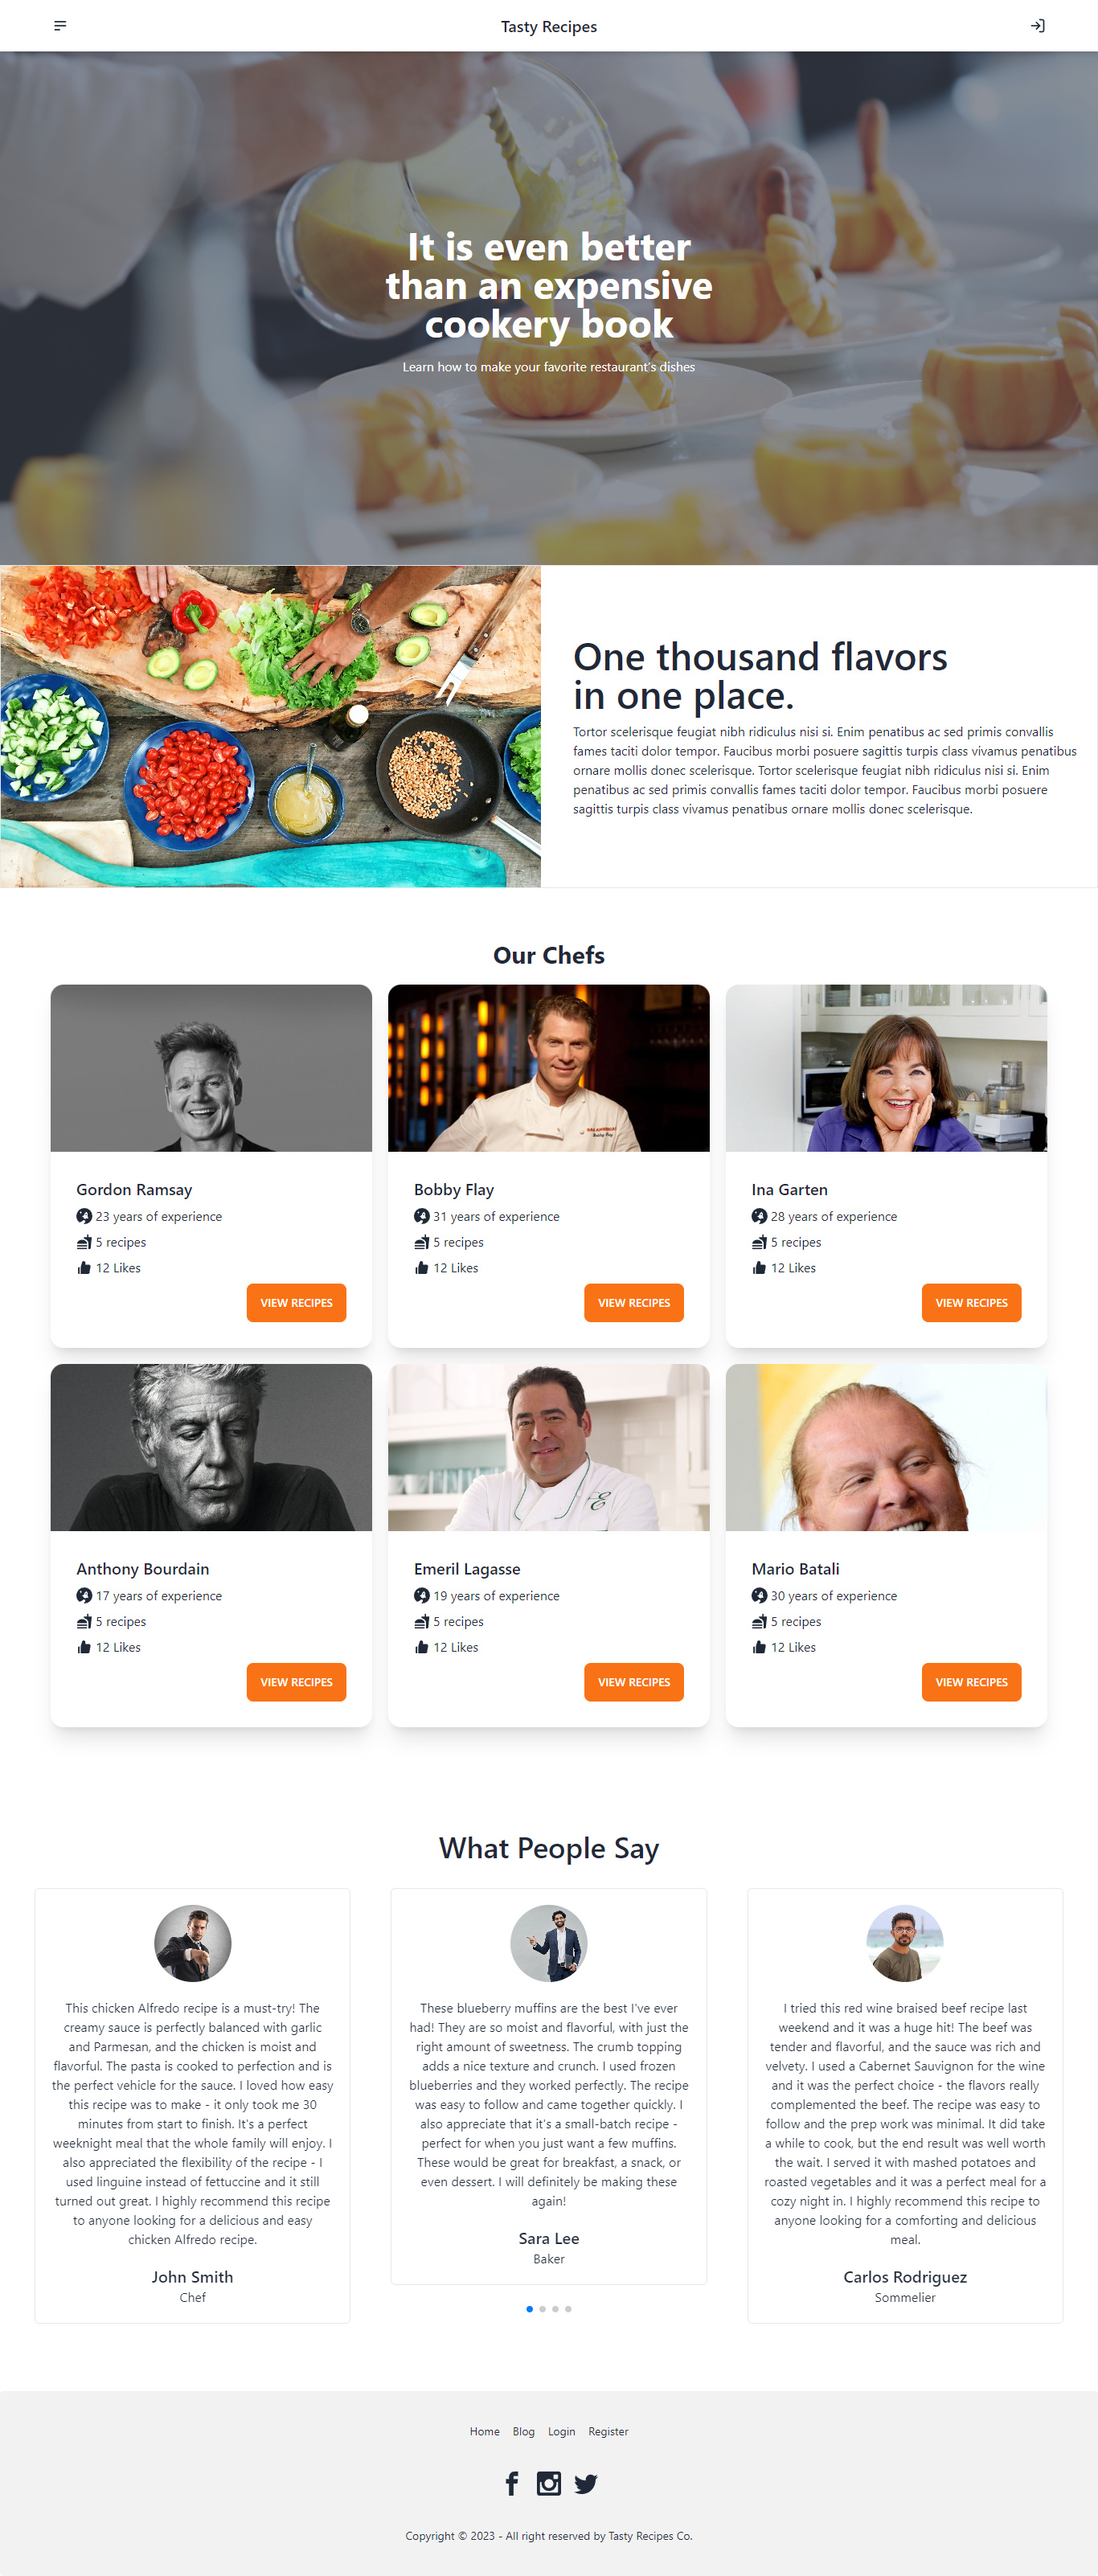 Tasty Recipes
It is even better
than an expensive
cookery book
Learn how to make your favorite restaurant's dishes
One thousand flavors
in one place.
Tortor scelerisque feugiat nibh ridiculus nisi si. Enim penatibus ac sed primis convallis
fames taciti dolor tempor. Faucibus morbi posuere sagittis turpis class vivamus penatibus
ornare mollis donec scelerisque. Tortor scelerisque feugiat nibh ridiculus nisi si. Enim
penatibus ac sed primis convallis fames taciti dolor tempor. Faucibus morbi posuere
sagittis turpis class vivamus penatibus ornare mollis donec scelerisque.
Our Chefs
Gordon Ramsay
23 years of experience
5 recipes
12 Likes
VIEW RECIPES
Bobby Flay
31 years of experience
5 recipes
12 Likes
VIEW RECIPES
Ina Garten
28 years of experience
5 recipes
12 Likes
VIEW RECIPES
Anthony Bourdain
17 years of experience
5 recipes
12 Likes
VIEW RECIPES
Emeril Lagasse
19 years of experience
5 recipes
12 Likes
VIEW RECIPES
Mario Batali
30 years of experience
5 recipes
12 Likes
VIEW RECIPES
What People Say
This chicken Alfredo recipe is a must-try! The
creamy sauce is perfectly balanced with garlic
and Parmesan, and the chicken is moist and
flavorful. The pasta is cooked to perfection and is
the perfect vehicle for the sauce. I loved how easy
this recipe was to make - it only took me 30
minutes from start to finish. It's a perfect
weeknight meal that the whole family will enjoy. I
also appreciated the flexibility of the recipe - I
used linguine instead of fettuccine and it still
turned out great. I highly recommend this recipe
to anyone looking for a delicious and easy
chicken Alfredo recipe.
John Smith
Chef
These blueberry muffins are the best I've ever
had! They are so moist and flavorful, with just the
right amount of sweetness. The crumb topping
adds a nice texture and crunch. I used frozen
blueberries and they worked perfectly. The recipe
was easy to follow and came together quickly. I
also appreciate that it's a small-batch recipe -
perfect for when you just want a few muffins.
These would be great for breakfast, a snack, or
even dessert. I will definitely be making these
again!
Sara Lee
Baker
I tried this red wine braised beef recipe last
weekend and it was a huge hit! The beef was
tender and flavorful, and the sauce was rich and
velvety. I used a Cabernet Sauvignon for the wine
and it was the perfect choice - the flavors really
complemented the beef. The recipe was easy to
follow and the prep work was minimal. It did take
a while to cook, but the end result was well worth
the wait. I served it with mashed potatoes and
roasted vegetables and it was a perfect meal for a
cozy night in. I highly recommend this recipe to
anyone looking for a comforting and delicious
meal.
Carlos Rodriguez
Sommelier
Home Blog Login Register
Copyright © 2023 - All right reserved by Tasty Recipes Co.